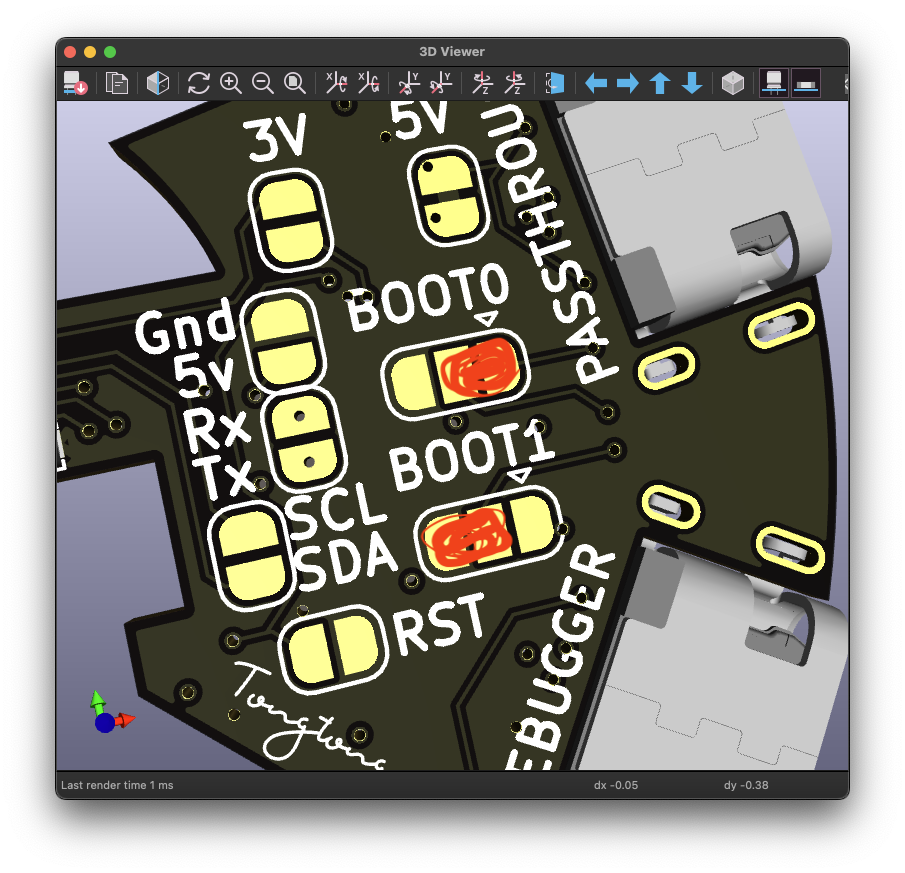 3D Viewer
3V
5V
PASSTHROU
BOOT0
Gnd
5v
Rx
Tx
BOOT1
SCL
SDA
RST
EBUGGER
Tongtong
Last render time 1 ms
dx -0.05
dy -0.38